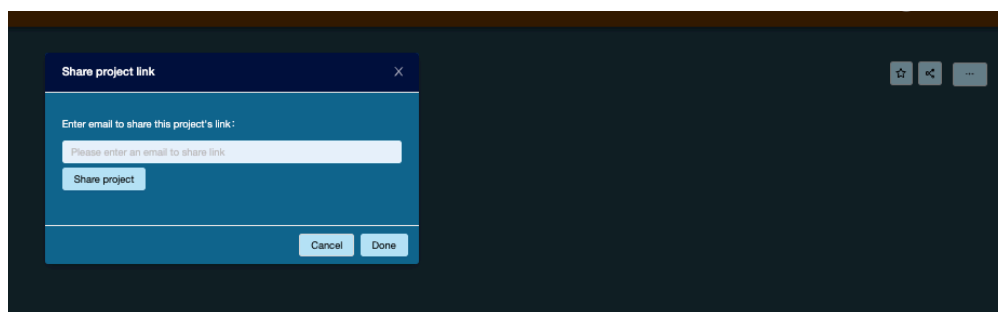 Share project link
Enter email to share this project's link:
Please enter an email to share link
Share project
Cancel Done